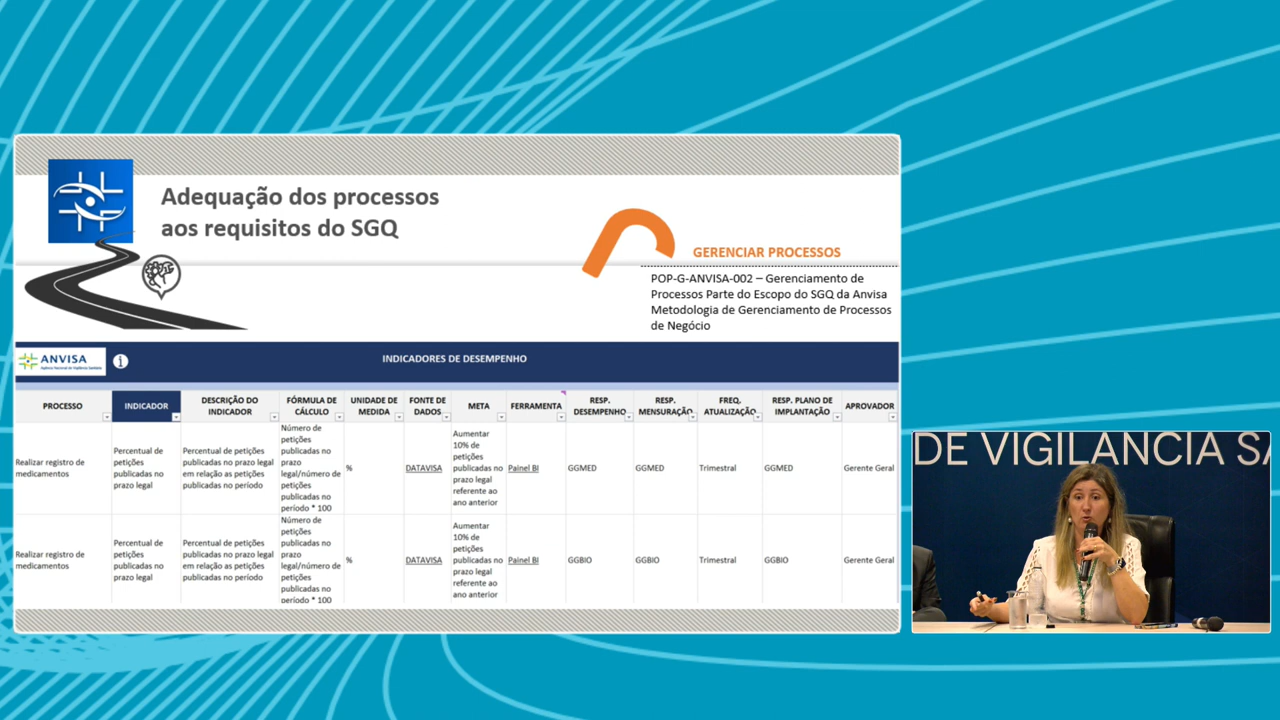 Adequação dos processos
aos requisitos do SGQ
GERENCIAR PROCESSOS
POP-G-ANVISA-002 – Gerenciamento de
Processos Parte do Escopo do SGQ da Anvisa
Metodologia de Gerenciamento de Processos
de Negócio
ANVISA
Agência Nacional de Vigilância Sanitária
INDICADORES DE DESEMPENHO
PROCESSO
INDICADOR
DESCRIÇÃO DO
INDICADOR
FÓRMULA DE
CÁLCULO
UNIDADE DE
MEDIDA
FONTE DE
DADOS
META
FERRAMENTA
RESP.
DESEMPENHO
RESP.
MENSURAÇÃO
FREQ.
ATUALIZAÇÃO
RESP. PLANO DE
IMPLANTAÇÃO
APROVADOR
Realizar registro de
medicamentos
Percentual de
petições
publicadas no
prazo legal
Percentual de petições
publicadas no prazo legal
em relação as petições
publicadas no período
Número de
petições
publicadas no
prazo
legal/número de
petições
publicadas no
período * 100
%
DATAVISA
Aumentar
10% de
petições
publicadas no
prazo legal
referente ao
ano anterior
Painel BI
GGMED
GGMED
Trimestral
GGMED
Gerente Geral
Realizar registro de
medicamentos
Percentual de
petições
publicadas no
prazo legal
Percentual de petições
publicadas no prazo legal
em relação as petições
publicadas no período
Número de
petições
publicadas no
prazo
legal/número de
petições
publicadas no
período * 100
%
DATAVISA
Aumentar
10% de
petições
publicadas no
prazo legal
referente ao
ano anterior
Painel BI
GGBIO
GGBIO
Trimestral
GGBIO
Gerente Geral
DE VIGILANCIA SA